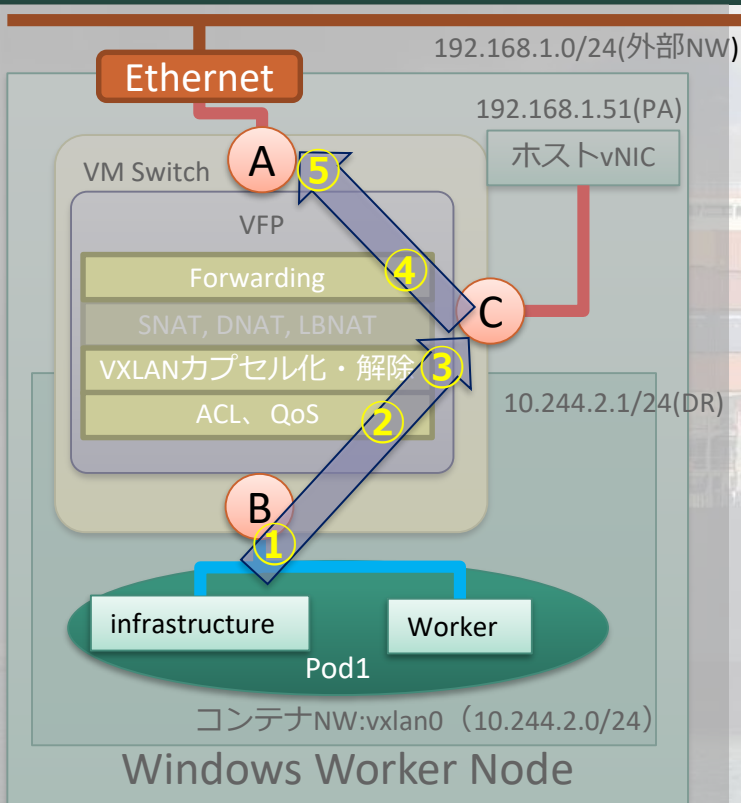 192.168.1.0/24(外部NW)
Ethernet
192.168.1.51(PA)
ホストvNIC
VM Switch
A
⑤
VFP
Forwarding
④
SNAT, DNAT, LBNAT
C
VXLANカプセル化・解除
③
ACL、QoS
②
10.244.2.1/24(DR)
B
①
infrastructure
Worker
Pod1
コンテナNW:vxlan0（10.244.2.0/24）
Windows Worker Node